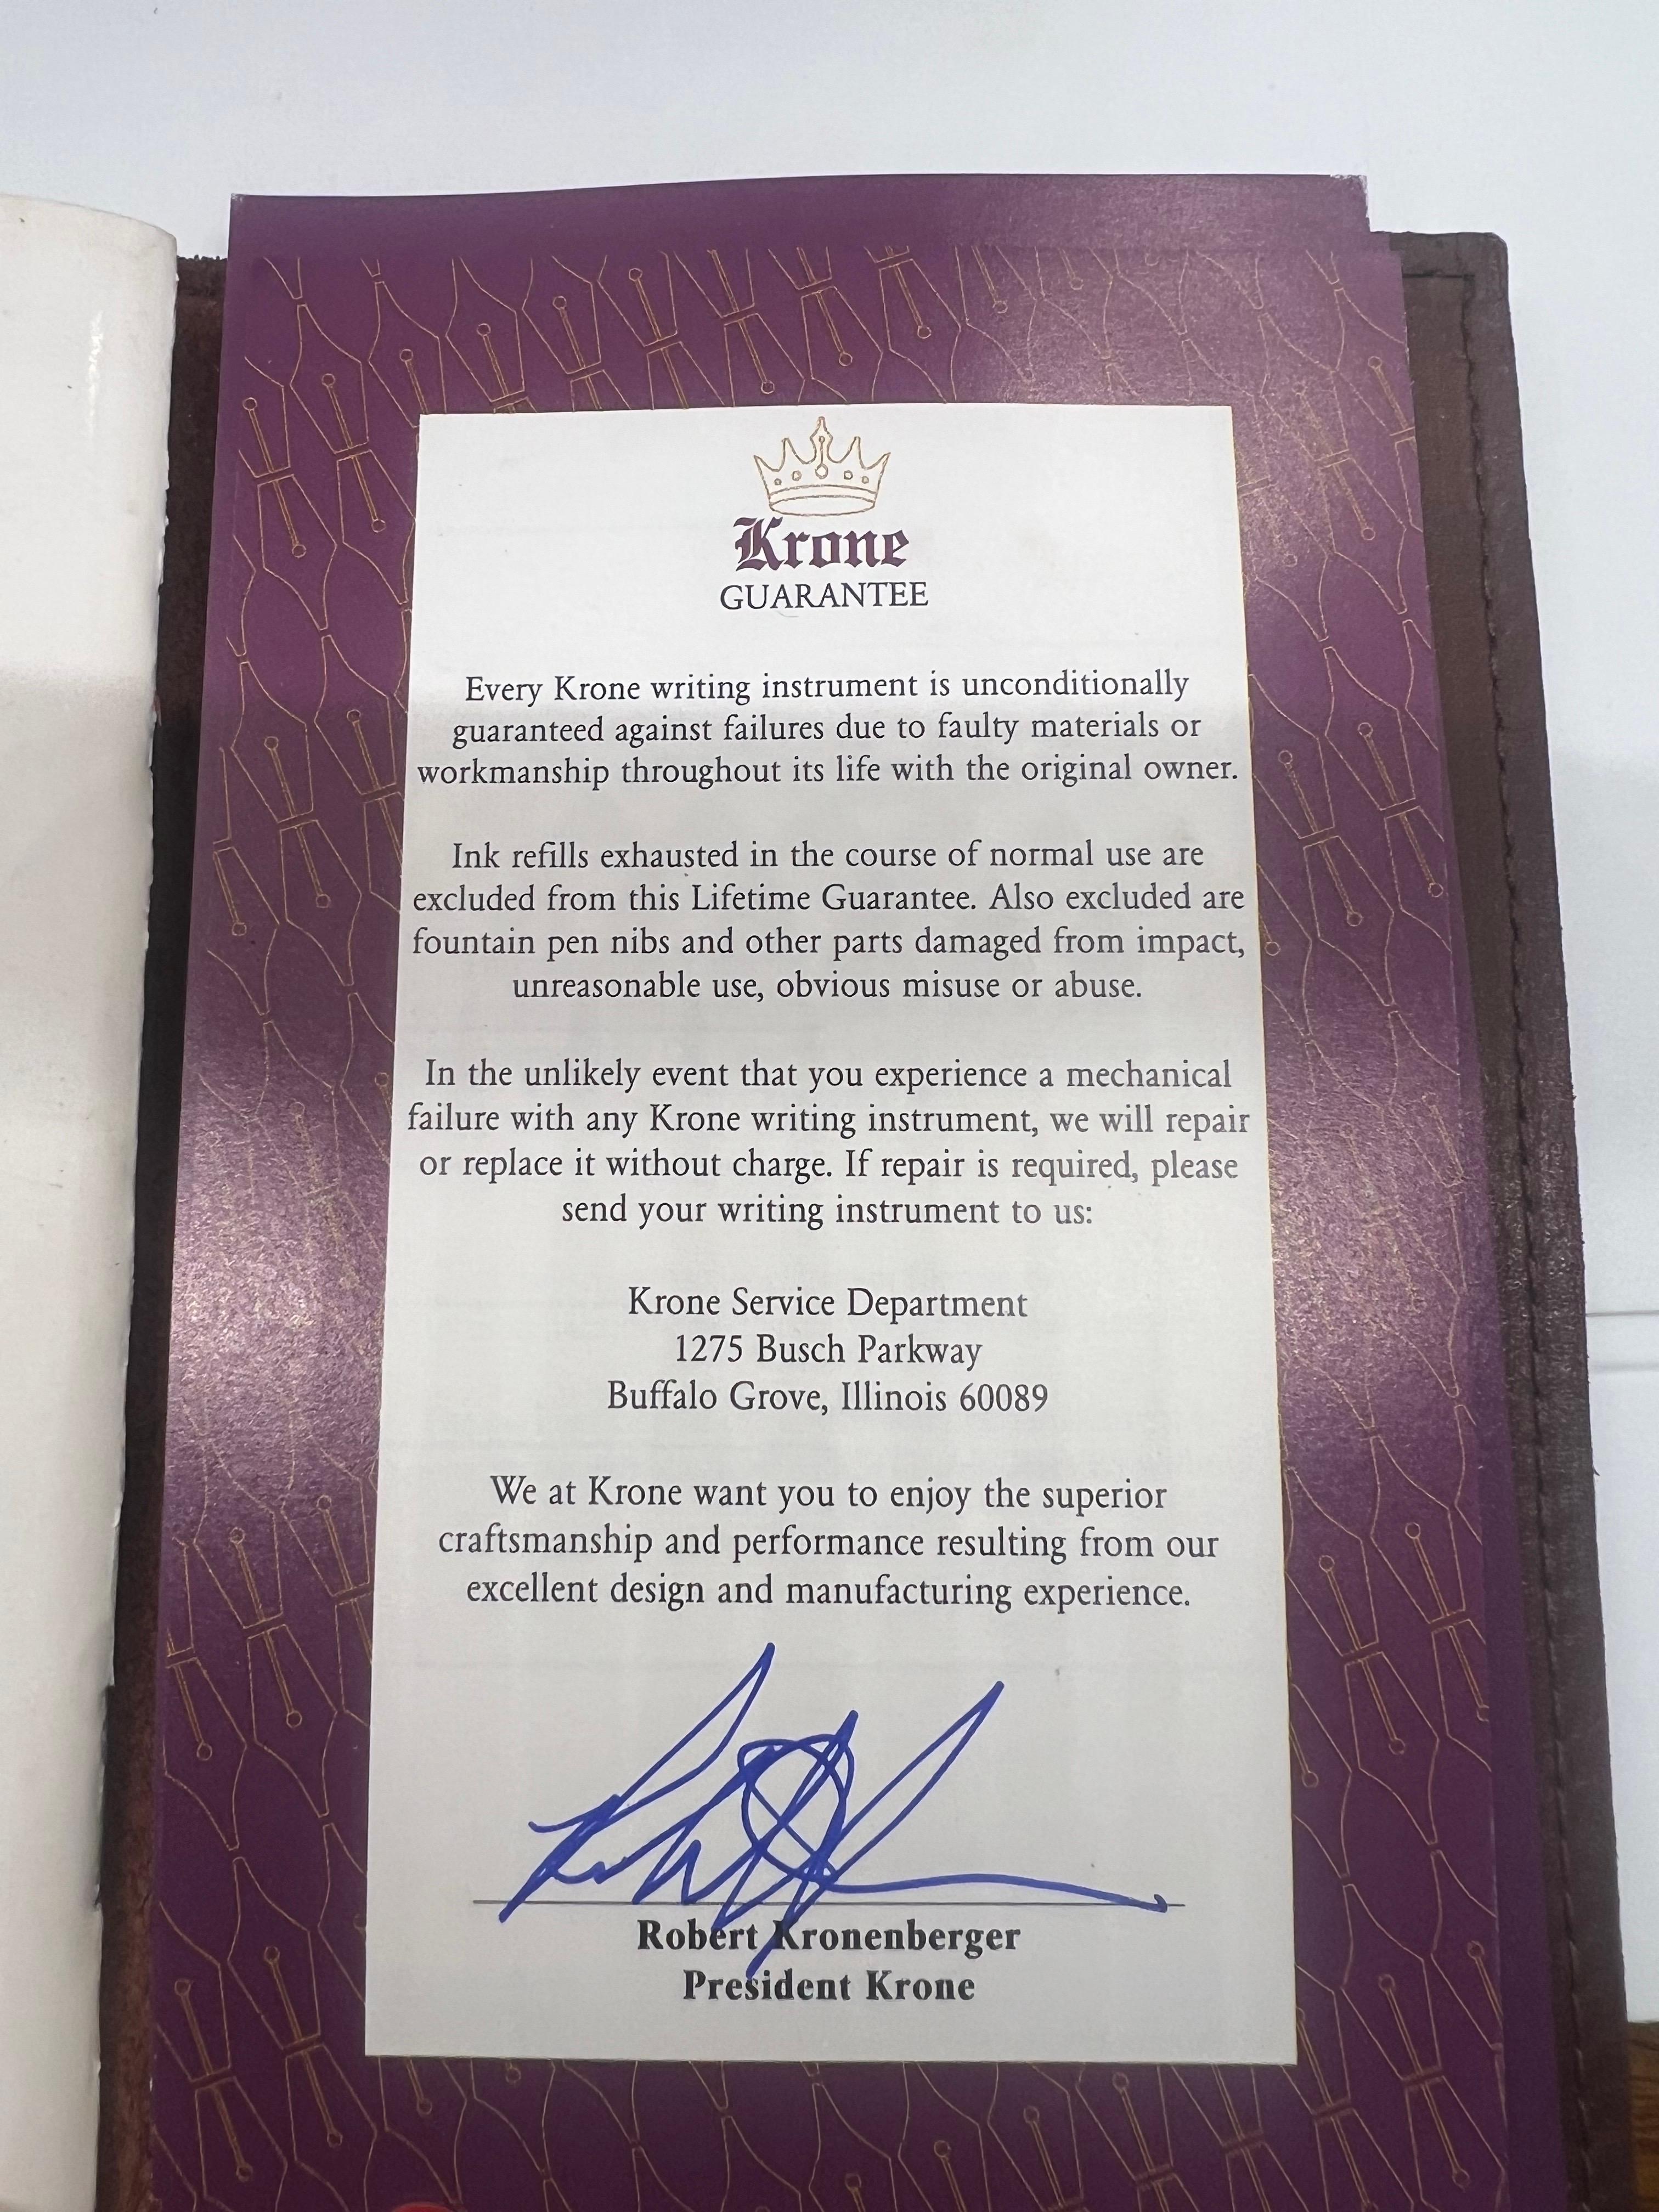 Krone
GUARANTEE
Every Krone writing instrument is unconditionally
guaranteed against failures due to faulty materials or
workmanship throughout its life with the original owner.
Ink refills exhausted in the course of normal use are
excluded from this Lifetime Guarantee. Also excluded are
fountain pen nibs and other parts damaged from impact,
unreasonable use, obvious misuse or abuse.
In the unlikely event that you experience a mechanical
failure with any Krone writing instrument, we will repair
or replace it without charge. If repair is required, please
send your writing instrument to us:
Krone Service Department
1275 Busch Parkway
Buffalo Grove, Illinois 60089
We at Krone want you to enjoy the superior
craftsmanship and performance resulting from our
excellent design and manufacturing experience.
Robert Kronenberger
President Krone